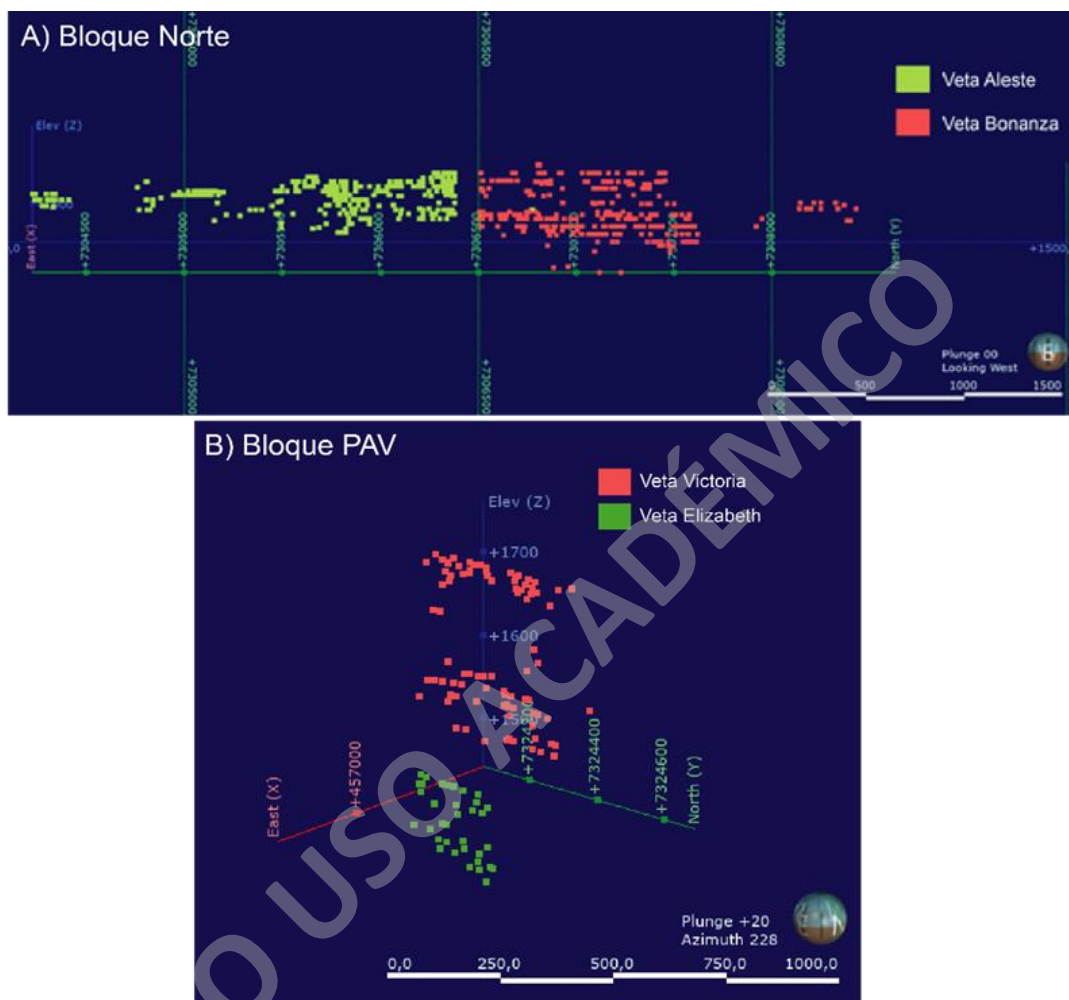 A) Bloque Norte
Veta Aleste
Veta Bonanza
Elev (Z)
+7306500
+7308000
East (X)
+7304500
+7305000
+7306000
+7306500
+7308000
North (Y)
+1500
+7305000
+7306500
Plunge 00
Looking West
500
1000
1500
B) Bloque PAV
Veta Victoria
Veta Elizabeth
Elev (Z)
+1700
+1600
+1500
+457000
East (X)
+7324200
+7324400
+7324600
North (Y)
Plunge +20
Azimuth 228
0,0
250,0
500,0
750,0
1000,0
O USO ACADÉMICO